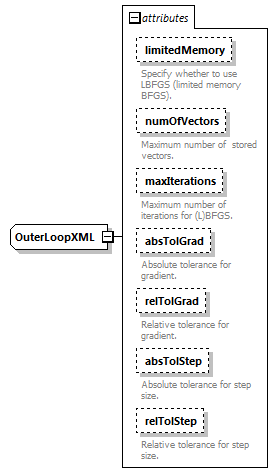 attributes
limitedMemory
Specify whether to use
LBFGS (limited memory
BFGS).
numOfVectors
Maximum number of stored
vectors.
maxIterations
Maximum number of
iterations for (L)BFGS.
OuterLoopXML
absTolGrad
Absolute tolerance for
gradient.
relTolGrad
Relative tolerance for
gradient.
absTolStep
Absolute tolerance for step
size.
relTolStep
Relative tolerance for step
size.